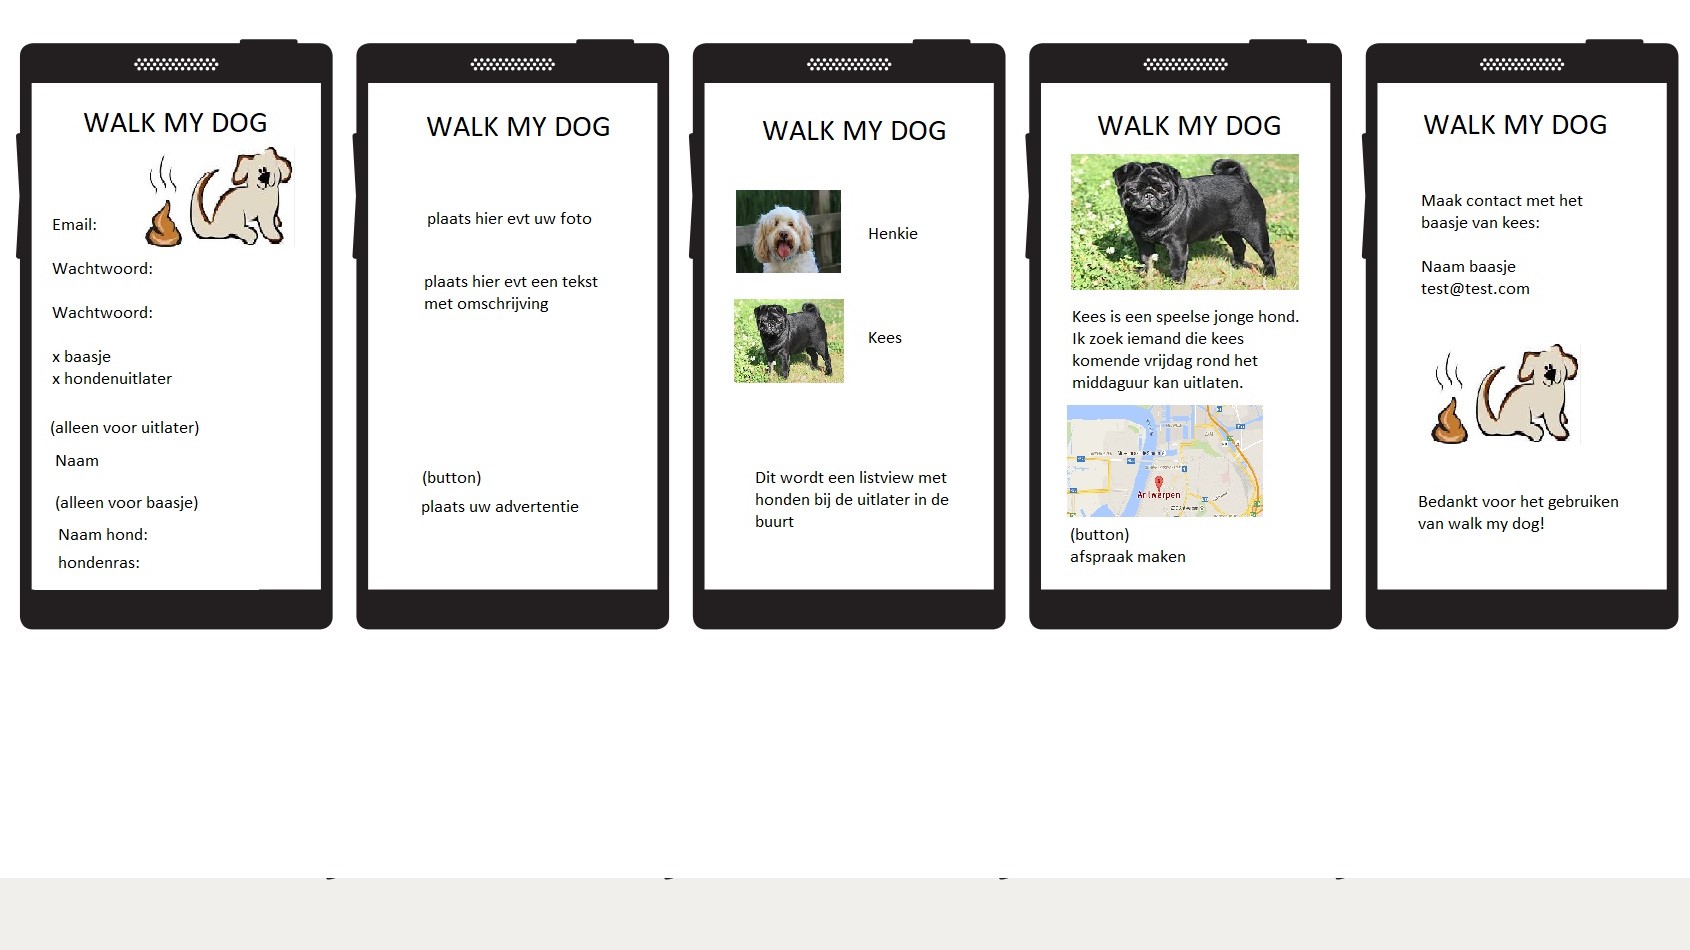 WALK MY DOG
Email:
Wachtwoord:
Wachtwoord:
x baasje
x hondenuitlater
(alleen voor uitlater)
Naam
(alleen voor baasje)
Naam hond:
hondenras:
WALK MY DOG
plaats hier evt uw foto
plaats hier evt een tekst
met omschrijving
(button)
plaats uw advertentie
WALK MY DOG
Henkie
Kees
Dit wordt een listview met
honden bij de uitlater in de
buurt
WALK MY DOG
Kees is een speelse jonge hond.
Ik zoek iemand die kees
komende vrijdag rond het
middaguur kan uitlaten.
Antwerpen
(button)
afspraak maken
WALK MY DOG
Maak contact met het
baasje van kees:
Naam baasje
test@test.com
Bedankt voor het gebruiken
van walk my dog!